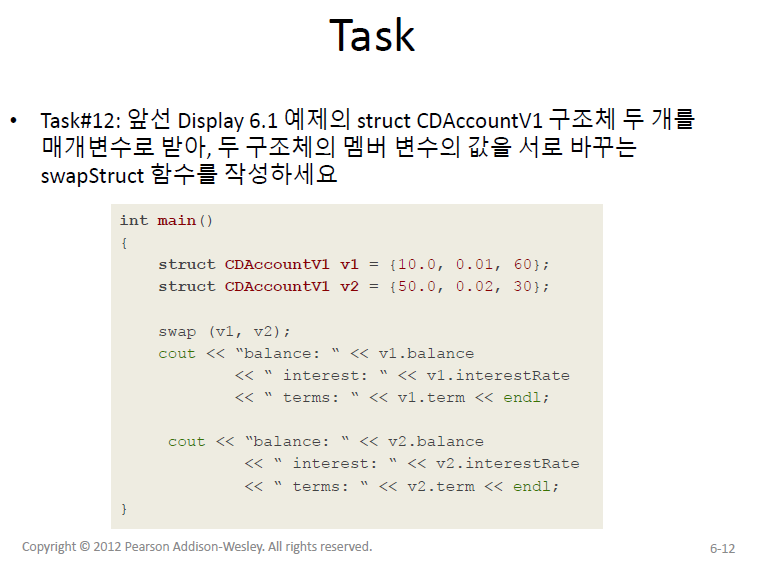 Task
• Task#12: 앞선 Display 6.1 예제의 struct CDAccountV1 구조체 두 개를
매개변수로 받아, 두 구조체의 멤버 변수의 값을 서로 바꾸는
swapStruct 함수를 작성하세요
int main()
{
    struct CDAccountV1 v1 = {10.0, 0.01, 60};
    struct CDAccountV1 v2 = {50.0, 0.02, 30};
    swap (v1, v2);
    cout << “balance: “ << v1.balance
            << “ interest: “ << v1.interestRate
            << “ terms: “ << v1.term << endl;
     cout << “balance: “ << v2.balance
             << “ interest: “ << v2.interestRate
             << “ terms: “ << v2.term << endl;
}
Copyright © 2012 Pearson Addison-Wesley. All rights reserved.
6-12